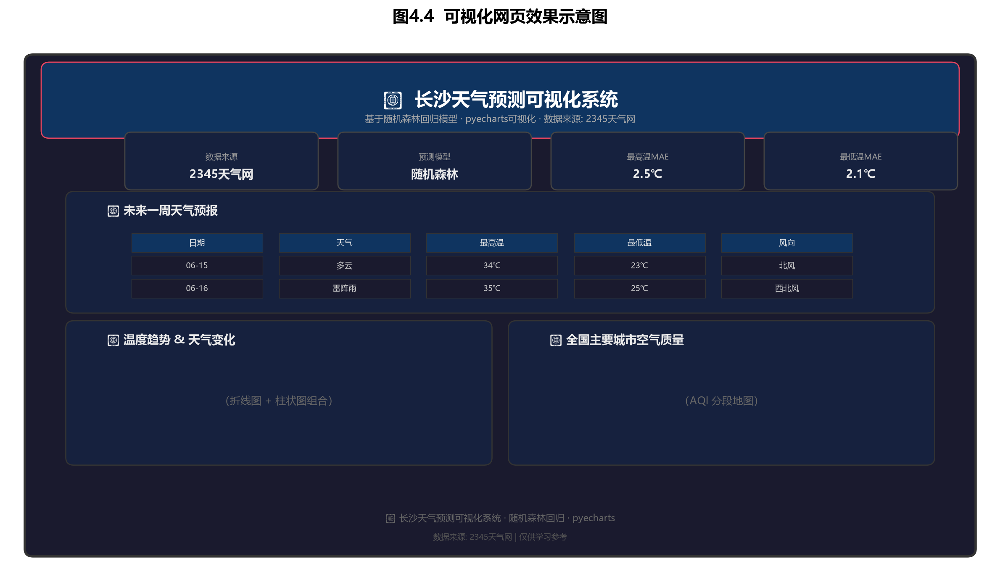 图4.4 可视化网页效果示意图
长沙天气预测可视化系统
基于随机森林回归模型 · pyecharts可视化 · 数据来源: 2345天气网
数据来源 预测模型 最高温MAE 最低温MAE
2345天气网 随机森林 2.5℃ 2.1℃
未来一周天气预报
日期 天气 最高温 最低温 风向
06-15 多云 34℃ 23℃ 北风
06-16 雷阵雨 35℃ 25℃ 西北风
温度趋势 & 天气变化 全国主要城市空气质量
（折线图 + 柱状图组合） （AQI 分段地图）
长沙天气预测可视化系统 · 随机森林回归 · pyecharts
数据来源: 2345天气网 | 仅供学习参考